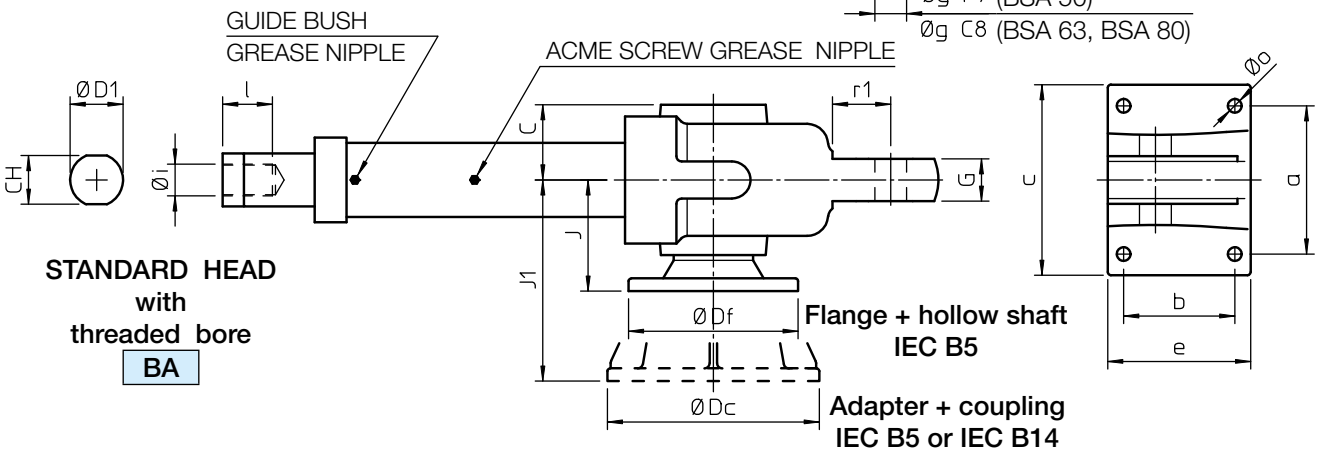 (BSA 50)
Øg C8 (BSA 63, BSA 80)
GUIDE BUSH
GREASE NIPPLE
ACME SCREW GREASE NIPPLE
ØD1
l
C
r1
Øo
CH
Øi
G
c
a
J
J1
STANDARD HEAD
with
threaded bore
BA
ØDf
Flange + hollow shaft
IEC B5
b
e
ØDc
Adapter + coupling
IEC B5 or IEC B14